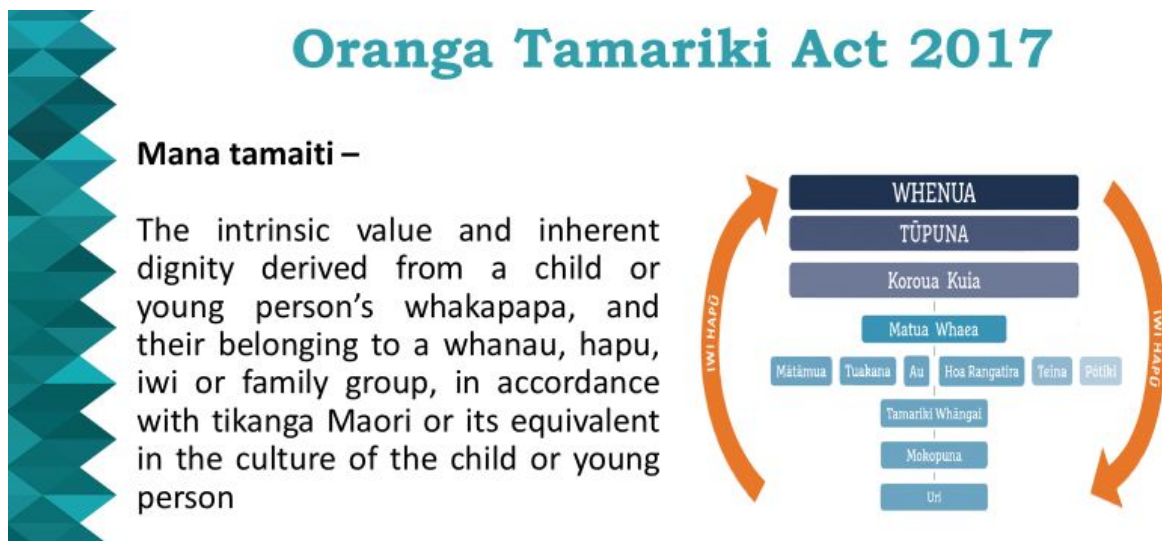 Oranga Tamariki Act 2017
Mana tamaiti –
The intrinsic value and inherent
dignity derived from a child or
young person's whakapapa, and
their belonging to a whanau, hapu,
iwi or family group, in accordance
with tikanga Maori or its equivalent
in the culture of the child or young
person
IWI HAPŪ
WHENUA
TŪPUNA
Koroua Kuia
Matua Whaea
Mātāmua Tuakana Au Hoa Rangatira Teina Pōtiki
Tamariki Whāngai
Mokopuna
Uri
IWI HAPŪ